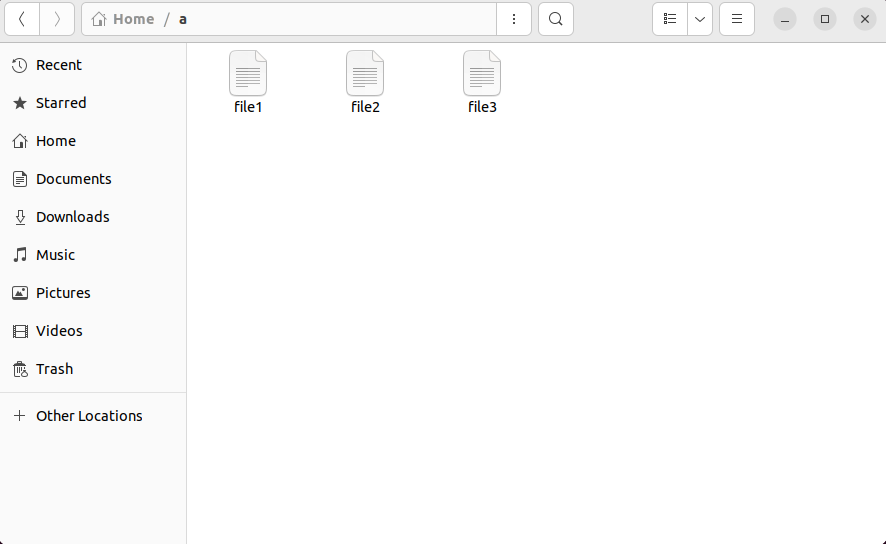 Home / a
file1 file2 file3
Recent
Starred
Home
Documents
Downloads
Music
Pictures
Videos
Trash
Other Locations